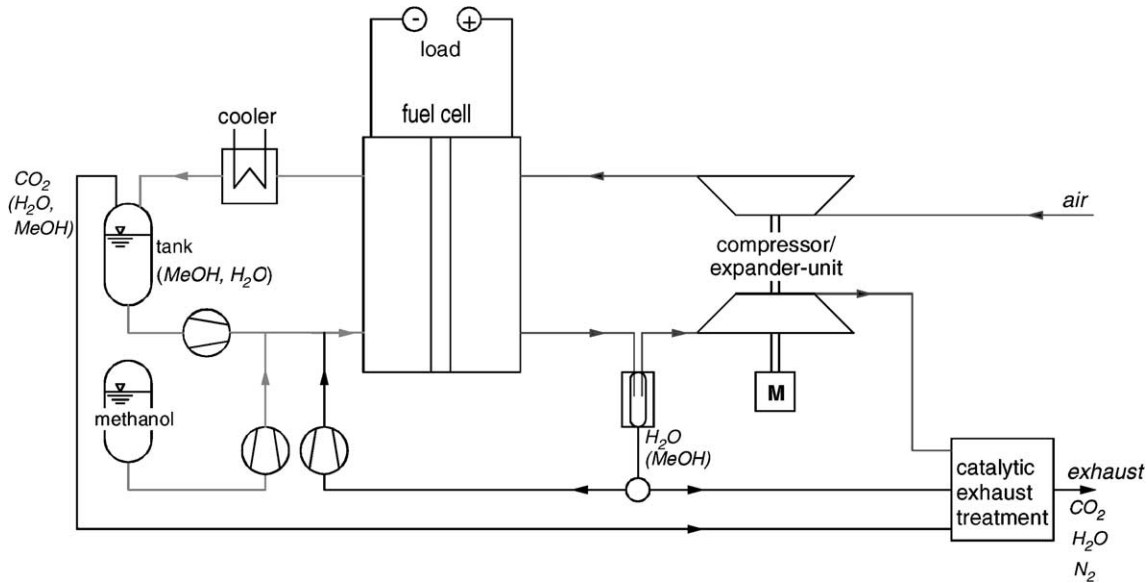 - +
load
fuel cell
cooler
CO₂
(H₂O,
MeOH)
tank
(MeOH, H₂O)
air
compressor/
expander-unit
methanol
M
H₂O
(MeOH)
catalytic
exhaust
treatment
exhaust
CO₂
H₂O
N₂